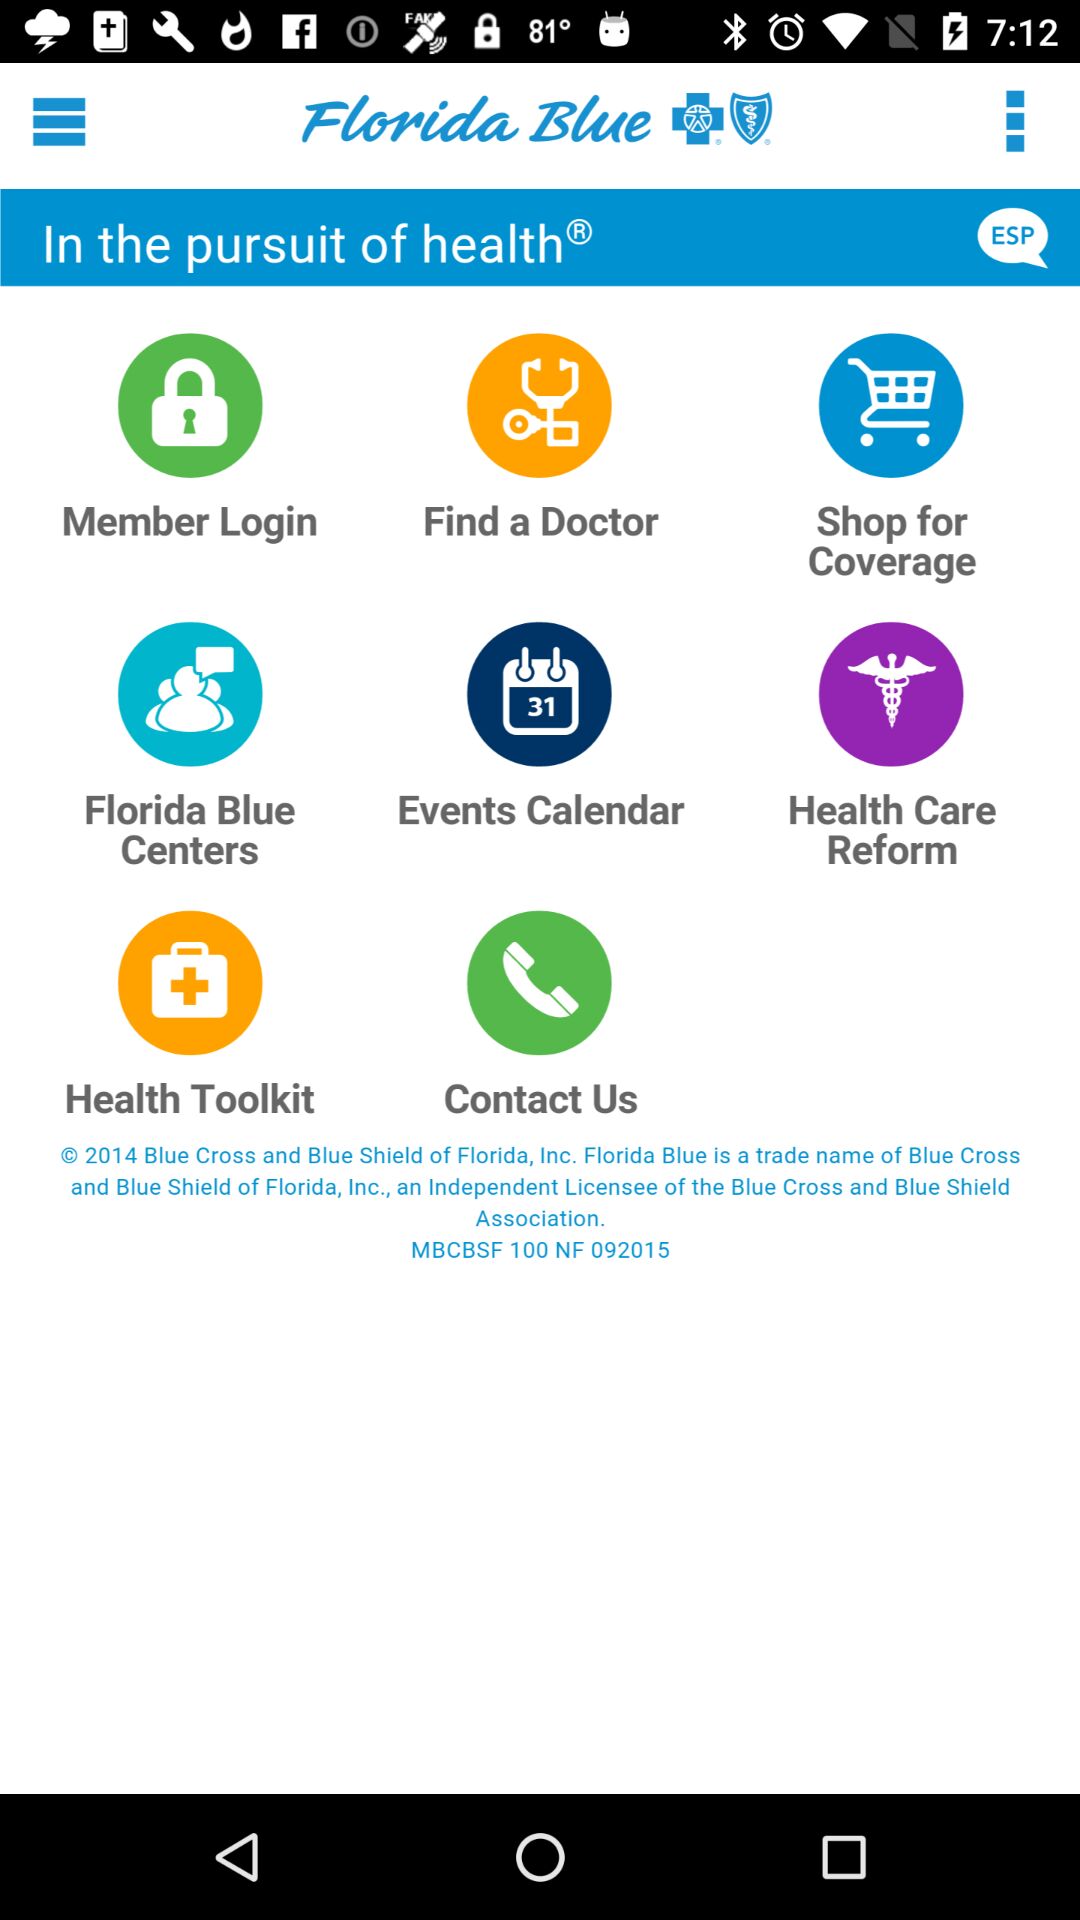 FAKE 81° 7:12
Florida Blue ® ®
In the pursuit of health® ESP
Member Login Find a Doctor Shop for
Coverage
31
Florida Blue Events Calendar Health Care
Centers Reform
Health Toolkit Contact Us
© 2014 Blue Cross and Blue Shield of Florida, Inc. Florida Blue is a trade name of Blue Cross
and Blue Shield of Florida, Inc., an Independent Licensee of the Blue Cross and Blue Shield
Association.
MBCBSF 100 NF 092015